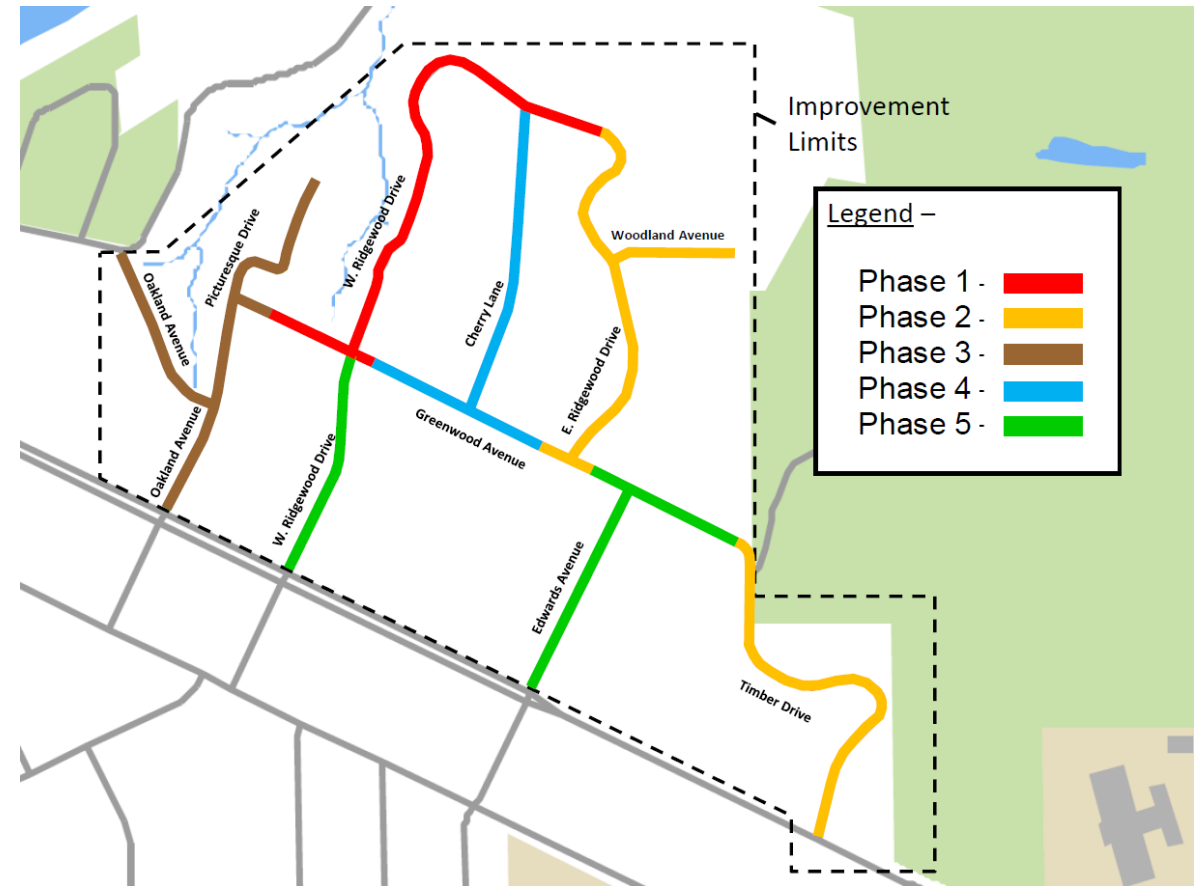 Improvement
Limits
Legend –
Phase 1 -
Phase 2 -
Phase 3 -
Phase 4 -
Phase 5 -
W. Ridgewood Drive
Woodland Avenue
Picturesque Drive
Oakland Avenue
Cherry Lane
E. Ridgewood Drive
Greenwood Avenue
Oakland Avenue
W. Ridgewood Drive
Edwards Avenue
Timber Drive